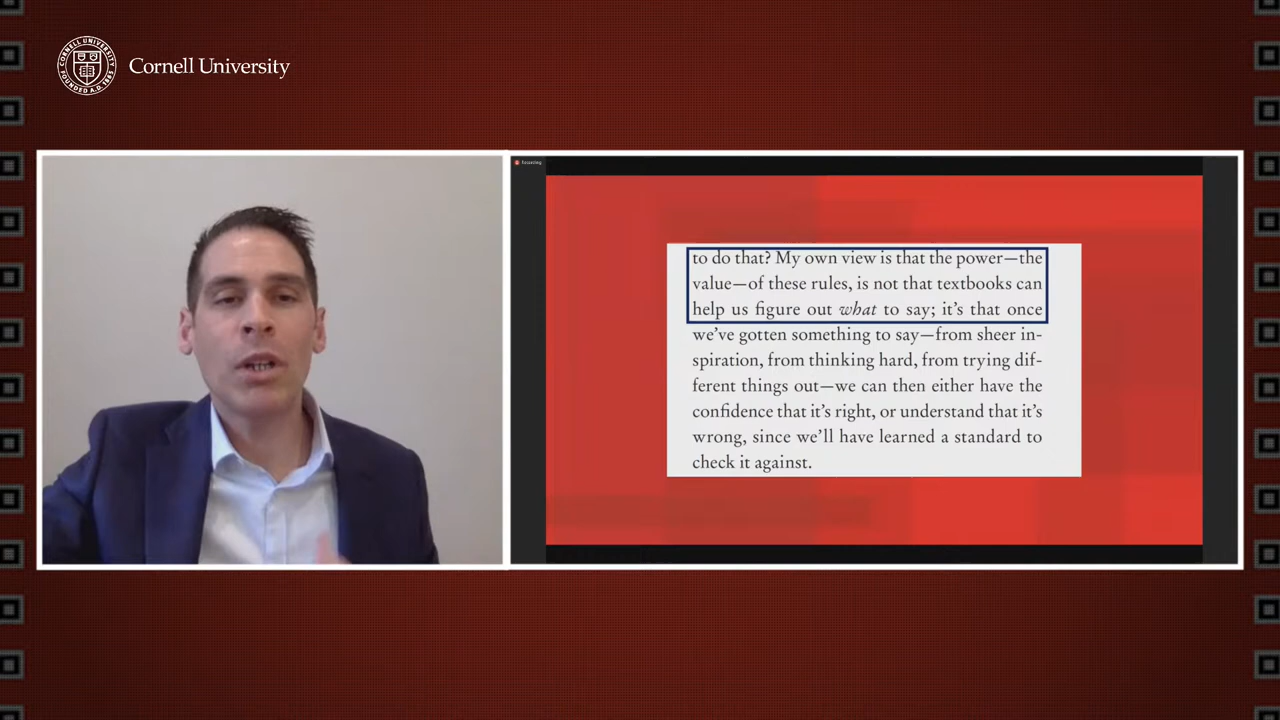 Cornell University
CORNELL UNIVERSITY
FOUNDED A.D. 1865
to do that? My own view is that the power—the
value—of these rules, is not that textbooks can
help us figure out what to say; it's that once
we've gotten something to say—from sheer in-
spiration, from thinking hard, from trying dif-
ferent things out—we can then either have the
confidence that it's right, or understand that it's
wrong, since we'll have learned a standard to
check it against.